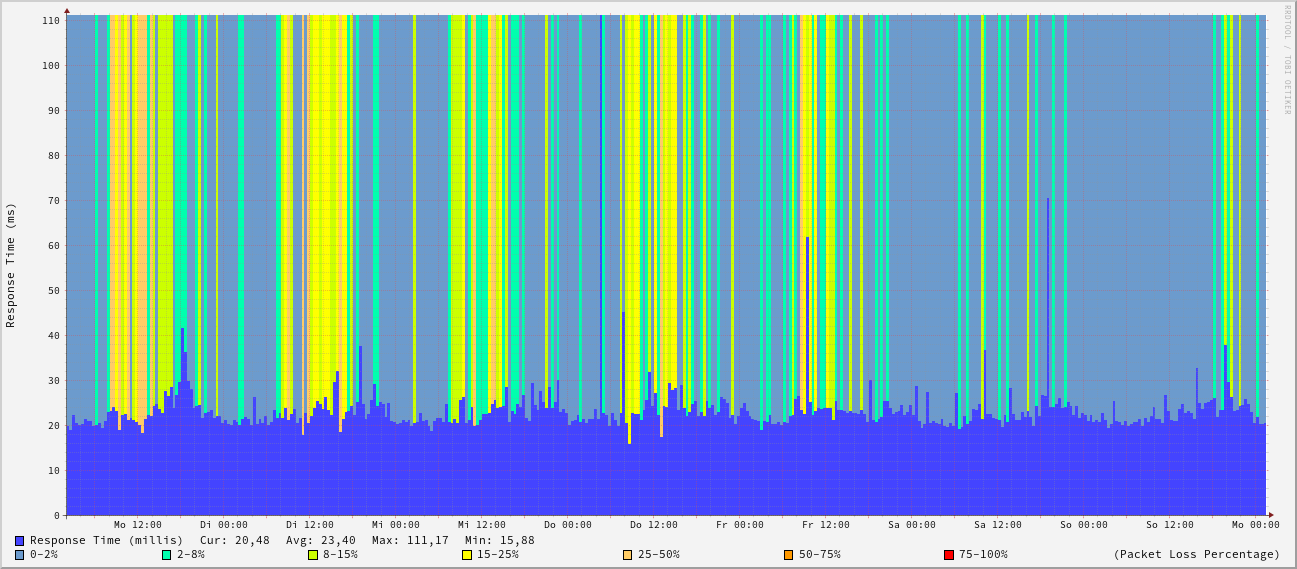 RRDTOOL / TOBI OETIKER
Response Time (ms)
110
100
90
80
70
60
50
40
30
20
10
0
Mo 12:00 Di 00:00 Di 12:00 Mi 00:00 Mi 12:00 Do 00:00 Do 12:00 Fr 00:00 Fr 12:00 Sa 00:00 Sa 12:00 So 00:00 So 12:00 Mo 00:00
Response Time (millis) Cur: 20,48 Avg: 23,40 Max: 111,17 Min: 15,88
0-2% 2-8% 8-15% 15-25% 25-50% 50-75% 75-100% (Packet Loss Percentage)